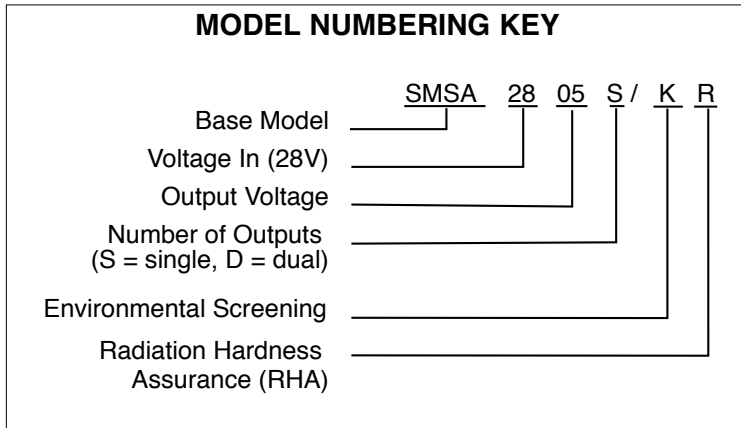 MODEL NUMBERING KEY
SMSA 28 05 S / K R
Base Model
Voltage In (28V)
Output Voltage
Number of Outputs
(S = single, D = dual)
Environmental Screening
Radiation Hardness
Assurance (RHA)